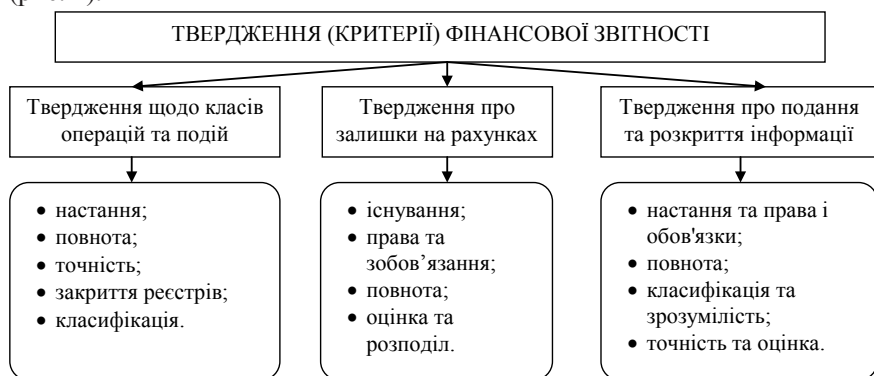 ТВЕРДЖЕННЯ (КРИТЕРІЇ) ФІНАНСОВОЇ ЗВІТНОСТІ
Твердження щодо класів
операцій та подій
Твердження про
залишки на рахунках
Твердження про подання
та розкриття інформації
• настання;
• повнота;
• точність;
• закриття реєстрів;
• класифікація.
• існування;
• права та
зобов’язання;
• повнота;
• оцінка та
розподіл.
• настання та права і
обов'язки;
• повнота;
• класифікація та
зрозумілість;
• точність та оцінка.